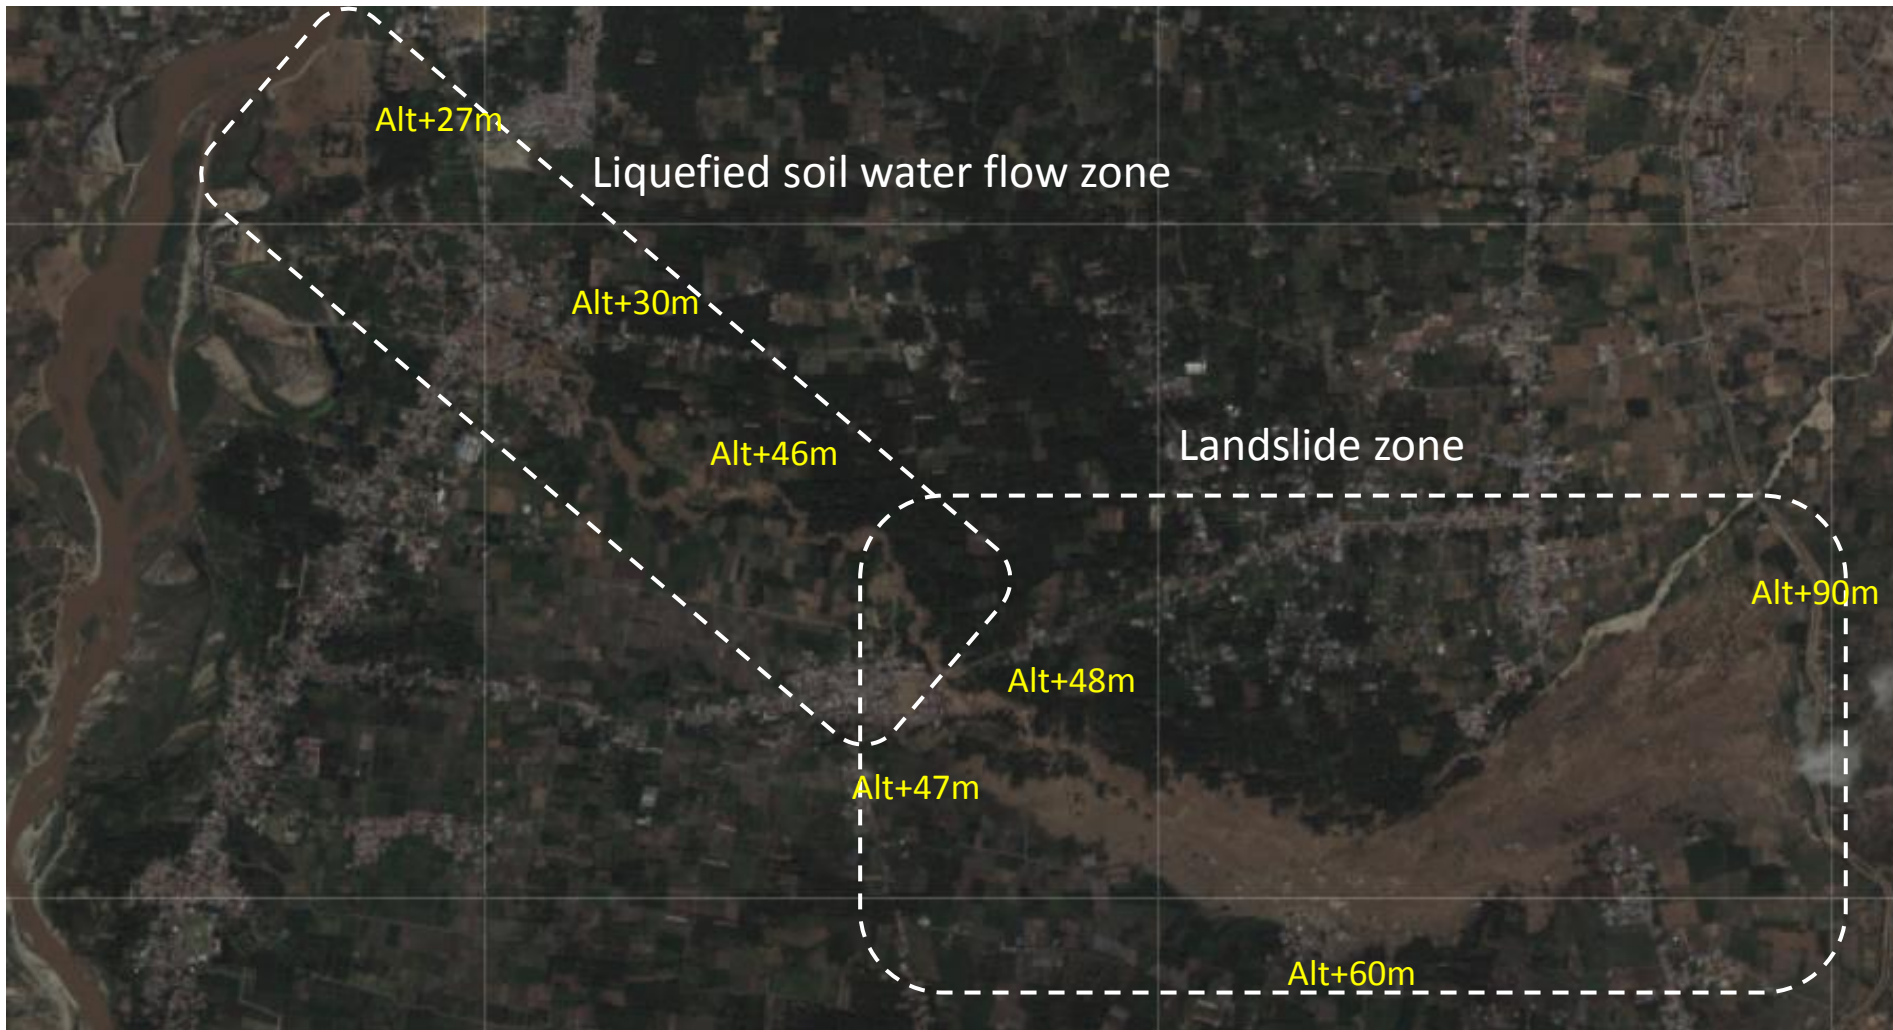 Alt+27m
Liquefied soil water flow zone
Alt+30m
Landslide zone
Alt+46m
Alt+90m
Alt+48m
Alt+47m
Alt+60m